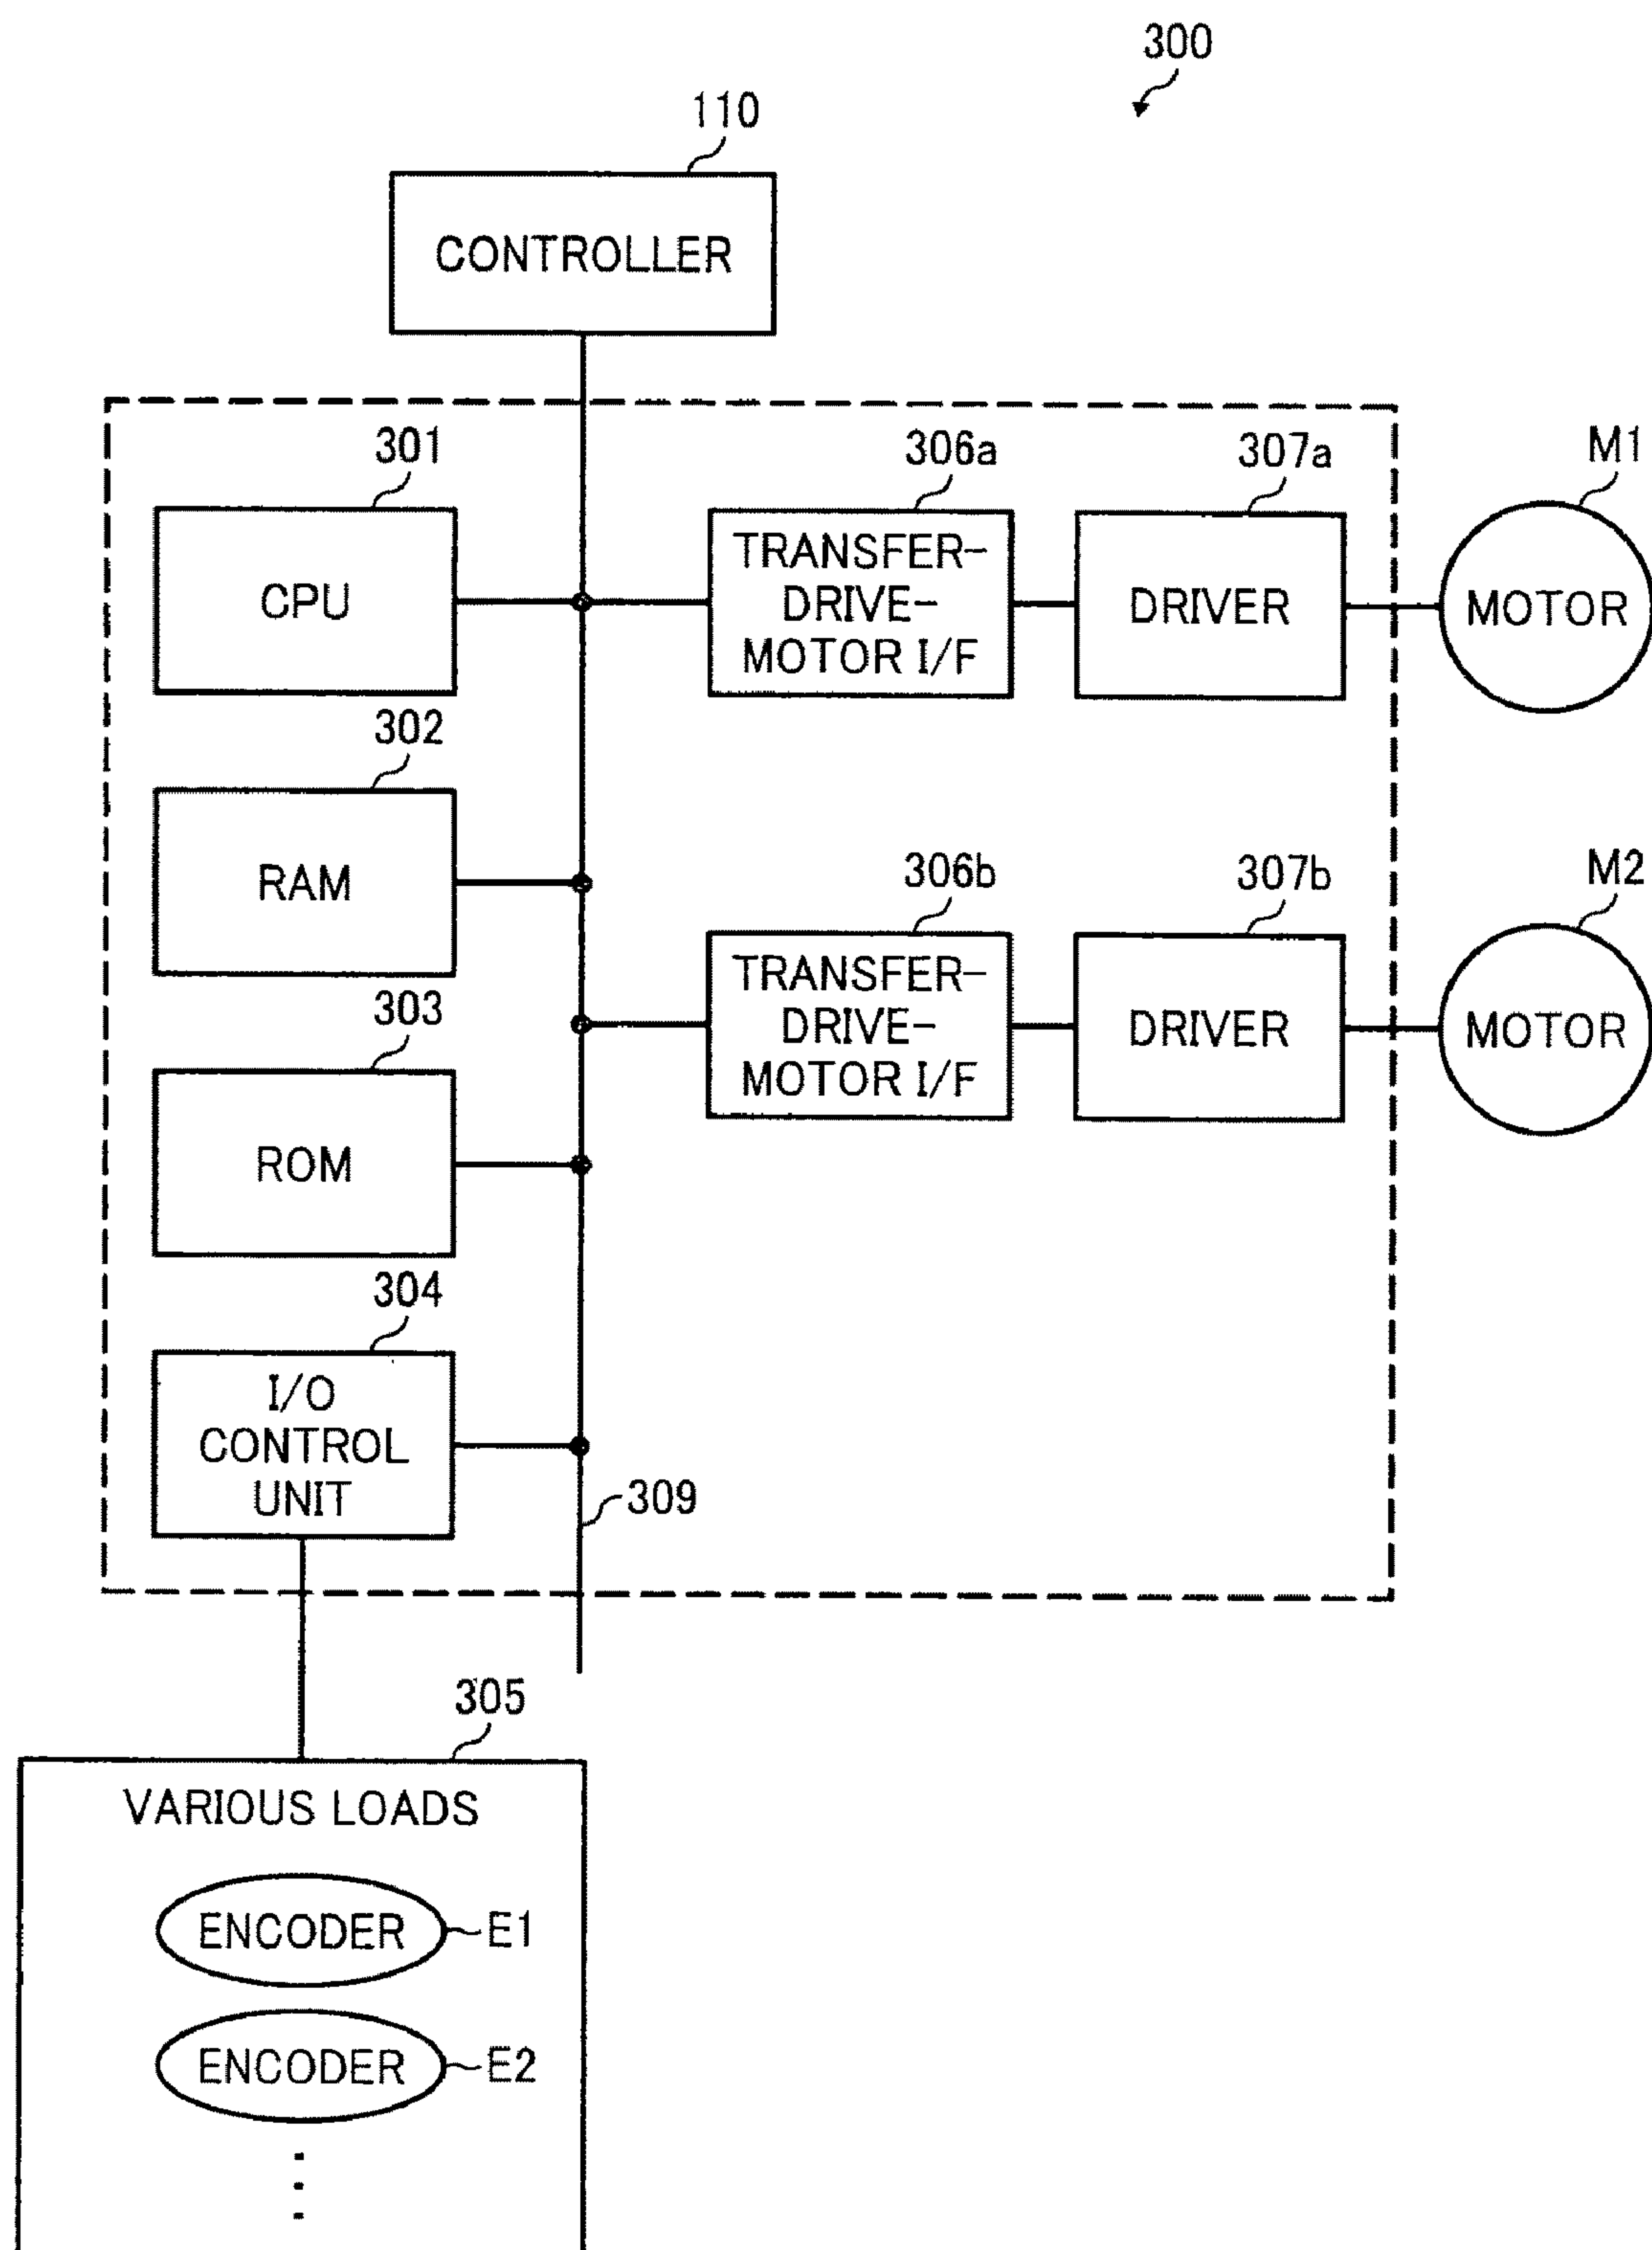 300
110
CONTROLLER
301
CPU
306a
TRANSFER-
DRIVE-
MOTOR I/F
307a
DRIVER
M1
MOTOR
302
RAM
306b
TRANSFER-
DRIVE-
MOTOR I/F
307b
DRIVER
M2
MOTOR
303
ROM
304
I/O
CONTROL
UNIT
309
305
VARIOUS LOADS
ENCODER
E1
ENCODER
E2